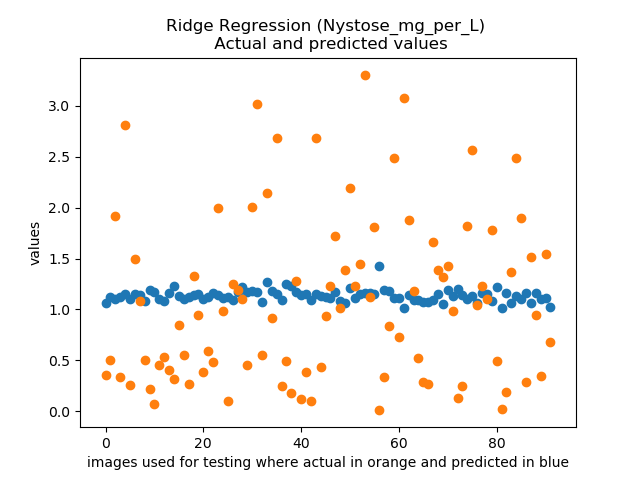 Ridge Regression (Nystose_mg_per_L)
Actual and predicted values
values
3.0
2.5
2.0
1.5
1.0
0.5
0.0
0 20 40 60 80
images used for testing where actual in orange and predicted in blue